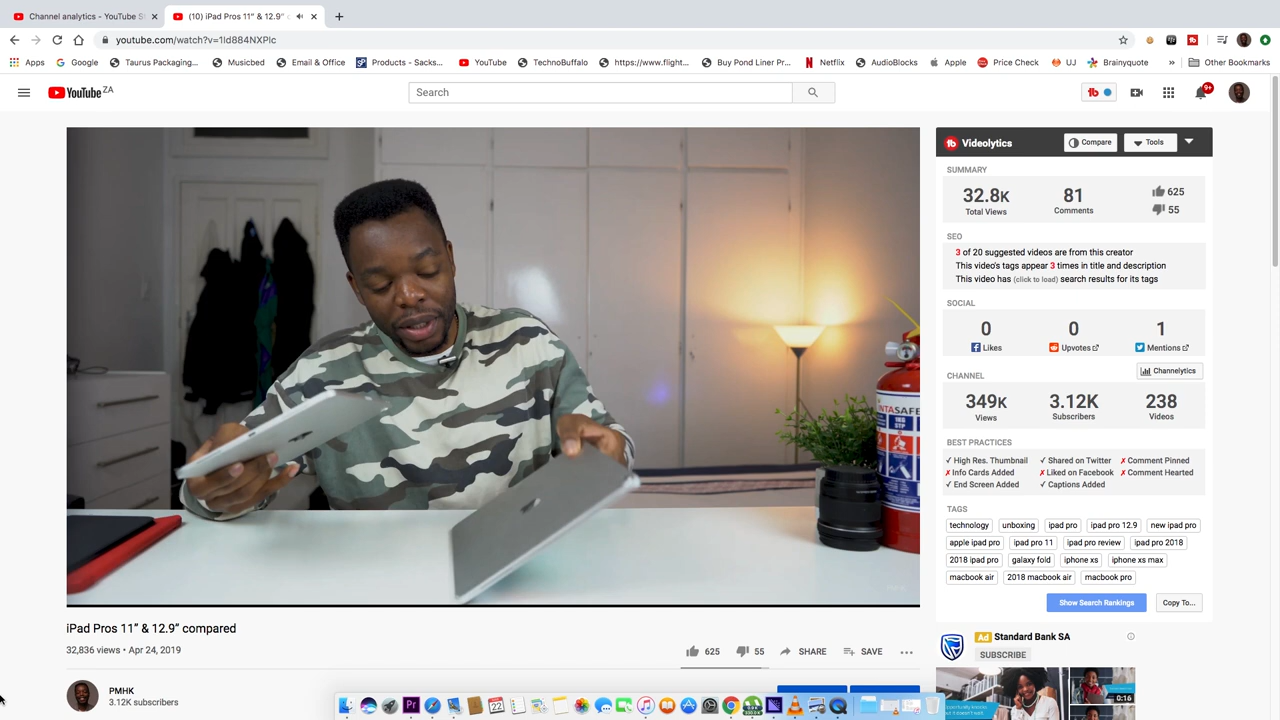 Channel analytics - YouTube S
(10) iPad Pros 11" & 12.9"
youtube.com/watch?v=1ld884NXPIc
Apps Google Taurus Packaging... Musicbed Email & Office Products - Sacks... YouTube TechnoBuffalo https://www.flight... Buy Pond Liner Pr... Netflix AudioBlocks Apple Price Check UJ Brainyquote » Other Bookmarks
YouTube ZA
Search
9+
Videolytics Compare Tools
SUMMARY
32.8K 81 625
Total Views Comments 55
SEO
3 of 20 suggested videos are from this creator
This video's tags appear 3 times in title and description
This video has (click to load) search results for its tags
SOCIAL
0 0 1
Likes Upvotes Mentions
CHANNEL Channelytics
349K 3.12K 238
Views Subscribers Videos
BEST PRACTICES
✓ High Res. Thumbnail ✓ Shared on Twitter ✗ Comment Pinned
✗ Info Cards Added ✗ Liked on Facebook ✗ Comment Hearted
✓ End Screen Added ✓ Captions Added
TAGS
technology unboxing ipad pro ipad pro 12.9 new ipad pro
apple ipad pro ipad pro 11 ipad pro review ipad pro 2018
2018 ipad pro galaxy fold iphone xs iphone xs max
macbook air 2018 macbook air macbook pro
Show Search Rankings Copy To...
iPad Pros 11" & 12.9" compared
32,836 views • Apr 24, 2019
625 55 SHARE SAVE
Ad Standard Bank SA
SUBSCRIBE
PMHK
3.12K subscribers
0:16